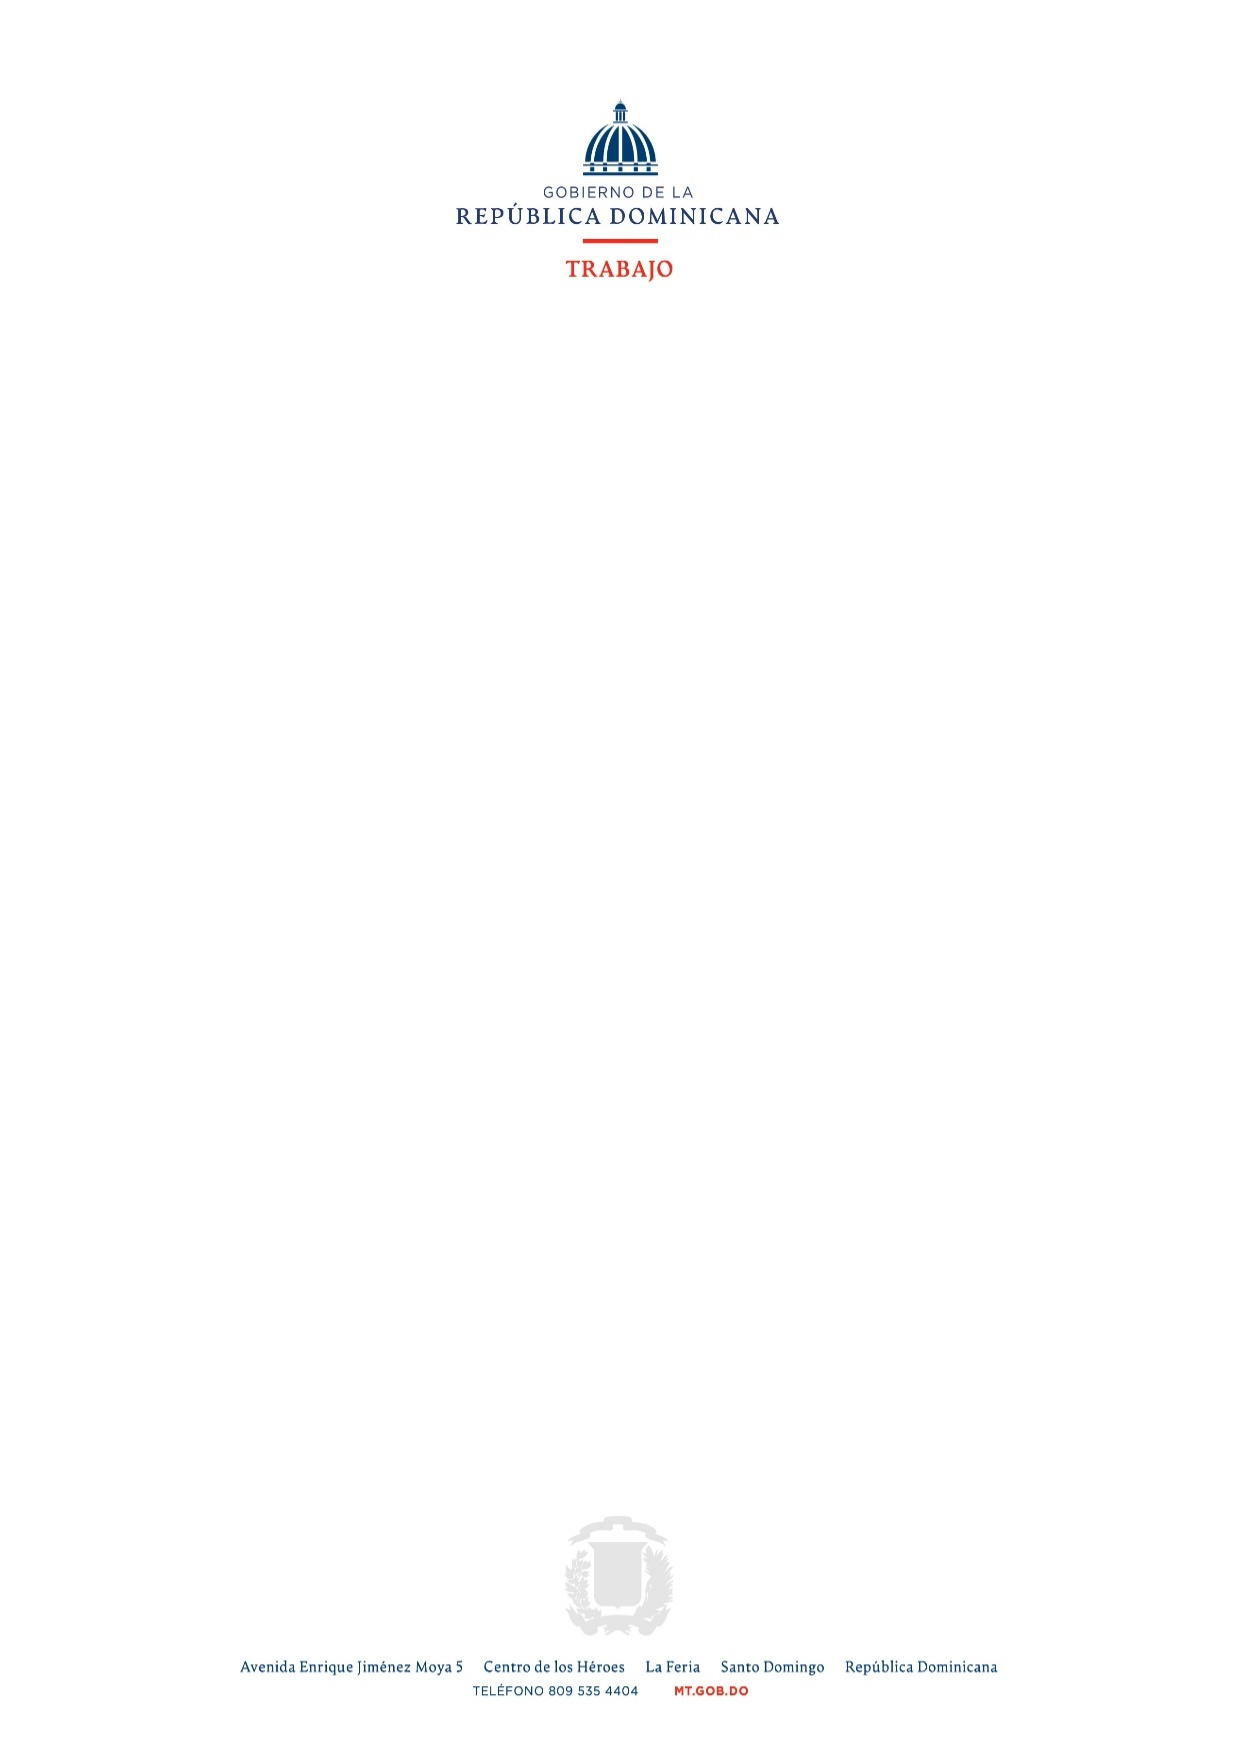 GOBIERNO DE LA
REPÚBLICA DOMINICANA
TRABAJO
Avenida Enrique Jiménez Moya 5 Centro de los Héroes La Feria Santo Domingo República Dominicana
TELÉFONO 809 535 4404 MT.GOB.DO